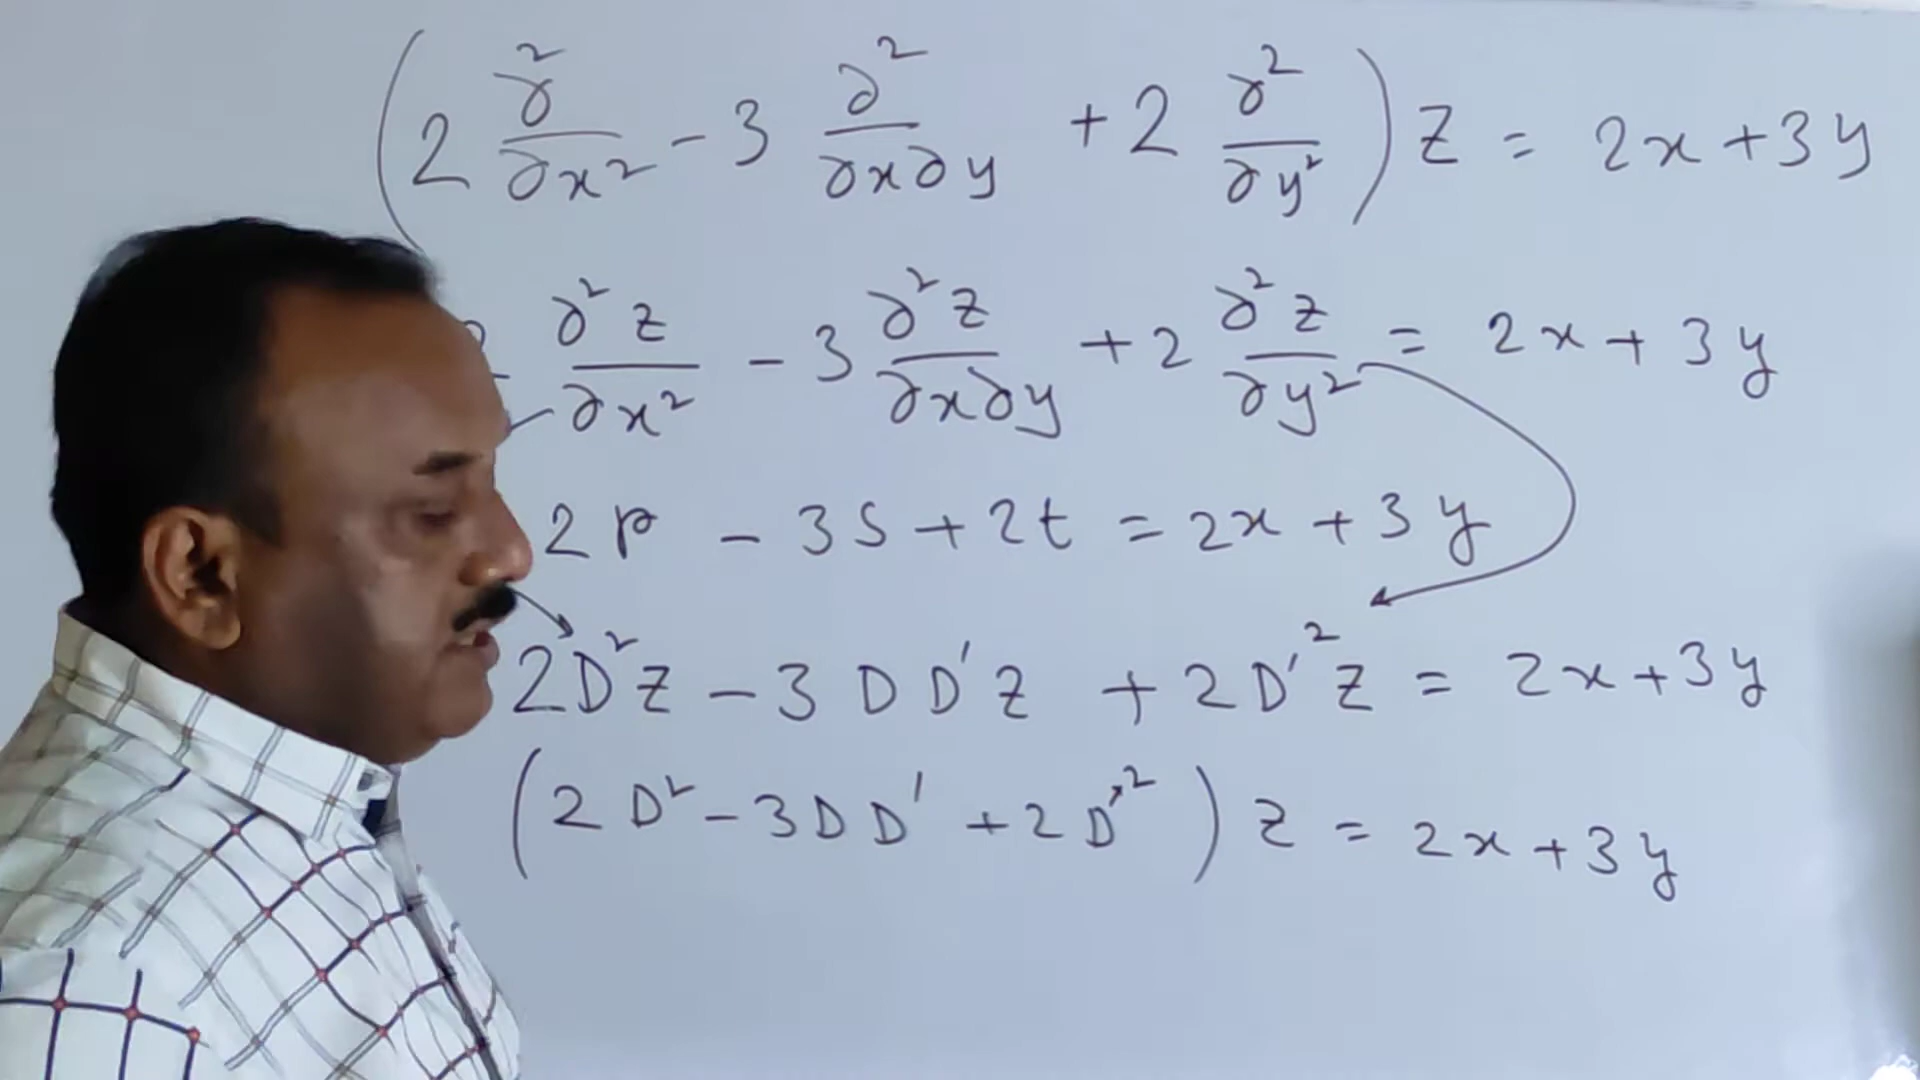 (2 ∂²/∂x² - 3 ∂²/∂x∂y + 2 ∂²/∂y²) z = 2x + 3y
∂²z/∂x² - 3 ∂²z/∂x∂y + 2 ∂²z/∂y² = 2x + 3y
2r - 3s + 2t = 2x + 3y
2D²z - 3DD'z + 2D'²z = 2x + 3y
(2D² - 3DD' + 2D'²) z = 2x + 3y